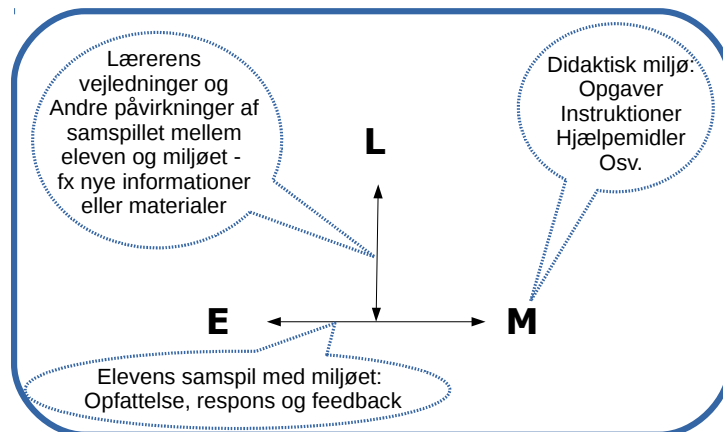 Lærerens
vejledninger og
Andre påvirkninger af
samspillet mellem
eleven og miljøet -
fx nye informationer
eller materialer
Didaktisk miljø:
Opgaver
Instruktioner
Hjælpemidler
Osv.
L
E
M
Elevens samspil med miljøet:
Opfattelse, respons og feedback